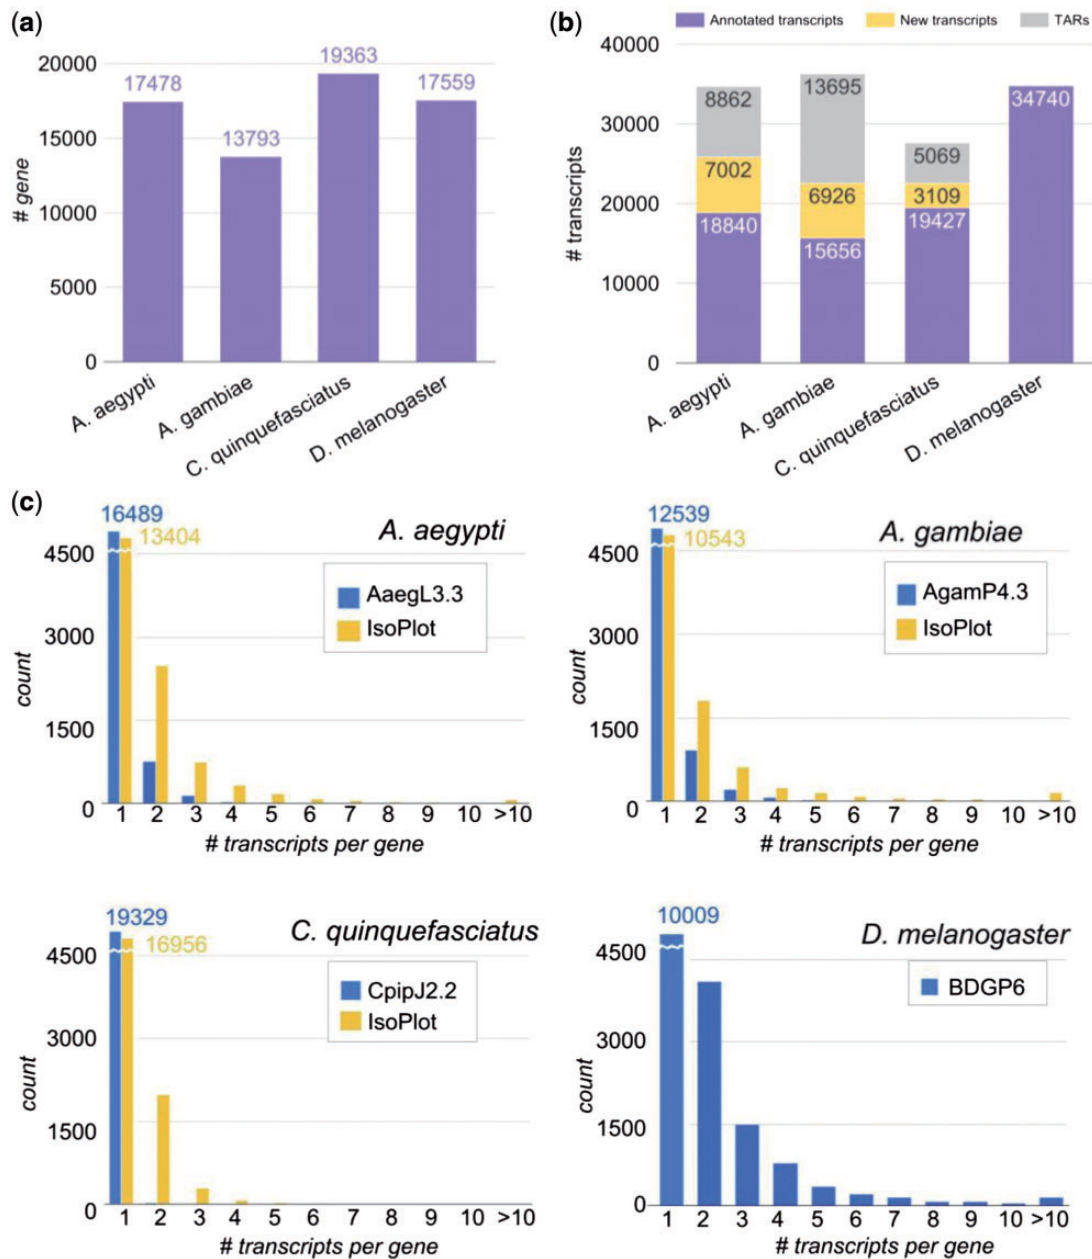 (a)
20000
15000
10000
5000
0
# gene
17478
13793
19363
17559
A. aegypti
A. gambiae
C. quinquefasciatus
D. melanogaster
(b)
Annotated transcripts New transcripts TARs
40000
30000
20000
10000
0
# transcripts
8862
7002
18840
13695
6926
15656
5069
3109
19427
34740
A. aegypti
A. gambiae
C. quinquefasciatus
D. melanogaster
(c)
16489
13404
A. aegypti
AaegL3.3
IsoPlot
4500
3000
1500
0
count
1 2 3 4 5 6 7 8 9 10 >10
# transcripts per gene
12539
10543
A. gambiae
AgamP4.3
IsoPlot
4500
3000
1500
0
count
1 2 3 4 5 6 7 8 9 10 >10
# transcripts per gene
19329
16956
C. quinquefasciatus
CpipJ2.2
IsoPlot
4500
3000
1500
0
count
1 2 3 4 5 6 7 8 9 10 >10
# transcripts per gene
10009
D. melanogaster
BDGP6
4500
3000
1500
0
count
1 2 3 4 5 6 7 8 9 10 >10
# transcripts per gene